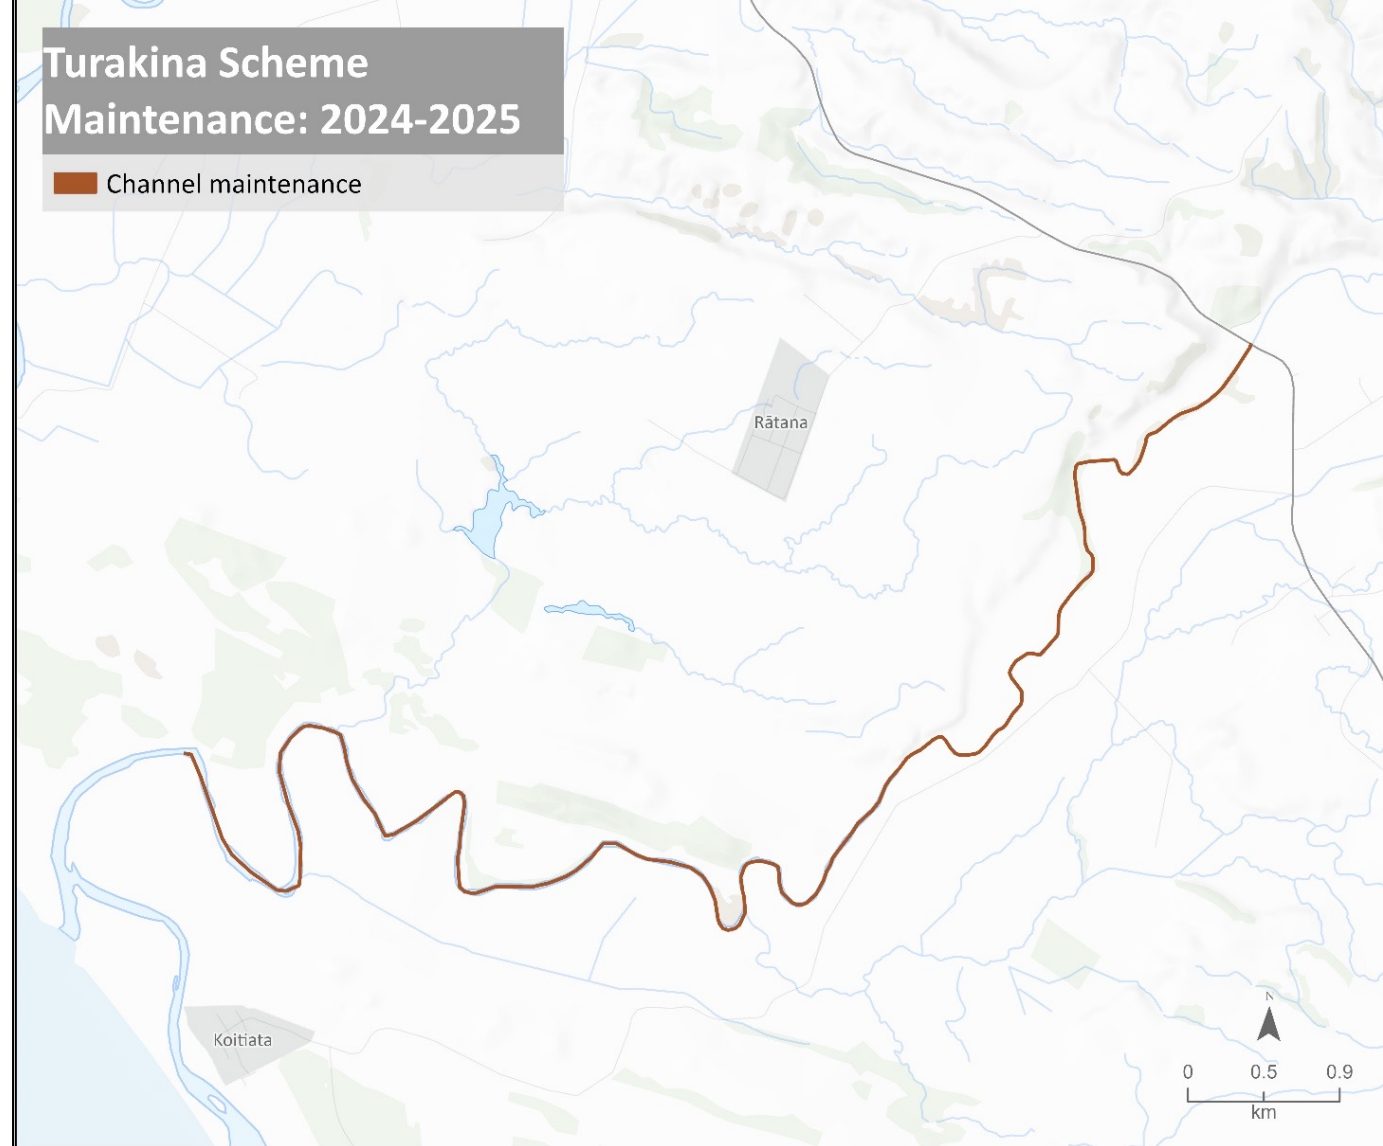 Turakina Scheme
Maintenance: 2024-2025
Channel maintenance
Rātana
Koitiata
N
0 0.5 0.9
km